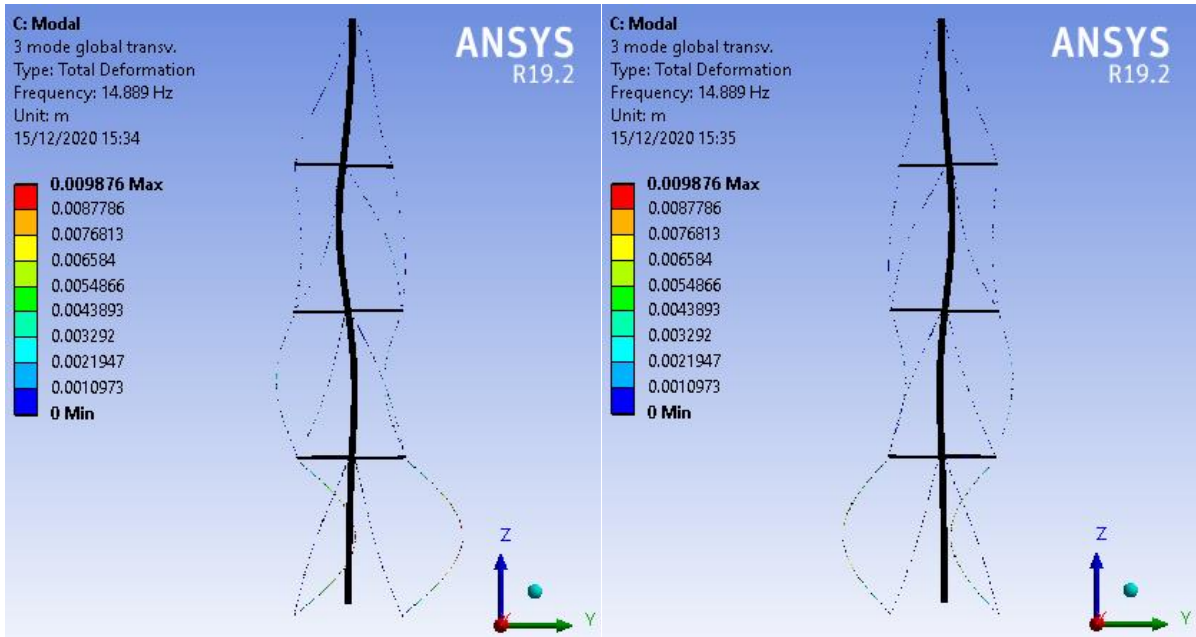 C: Modal
3 mode global transv.
Type: Total Deformation
Frequency: 14.889 Hz
Unit: m
15/12/2020 15:34
ANSYS
R19.2
0.009876 Max
0.0087786
0.0076813
0.006584
0.0054866
0.0043893
0.003292
0.0021947
0.0010973
0 Min
Z
Y
C: Modal
3 mode global transv.
Type: Total Deformation
Frequency: 14.889 Hz
Unit: m
15/12/2020 15:35
ANSYS
R19.2
0.009876 Max
0.0087786
0.0076813
0.006584
0.0054866
0.0043893
0.003292
0.0021947
0.0010973
0 Min
Z
Y